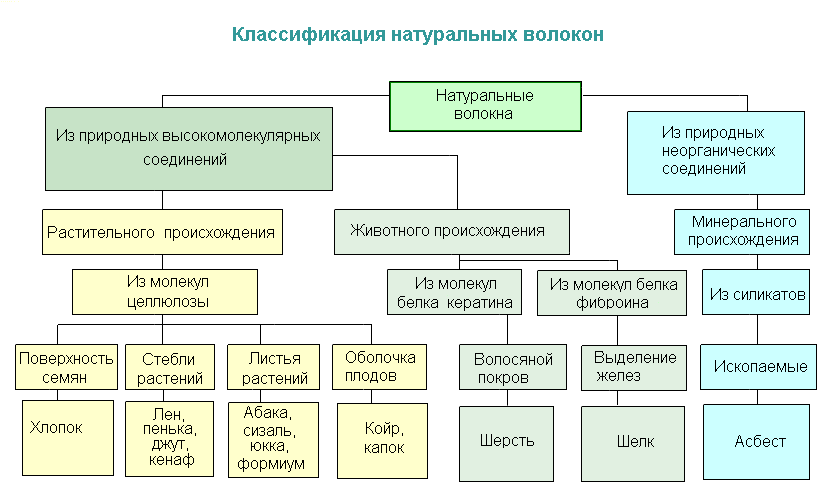 Классификация натуральных волокон
Натуральные
волокна
Из природных высокомолекулярных
соединений
Из природных
неорганических
соединений
Растительного происхождения
Животного происхождения
Минерального
происхождения
Из молекул
целлюлозы
Из молекул
белка кератина
Из молекул белка
фиброина
Из силикатов
Поверхность
семян
Стебли
растений
Листья
растений
Оболочка
плодов
Волосяной
покров
Выделение
желез
Ископаемые
Хлопок
Лен,
пенька,
джут,
кенаф
Абака,
сизаль,
юкка,
формиум
Койр,
капок
Шерсть
Шелк
Асбест